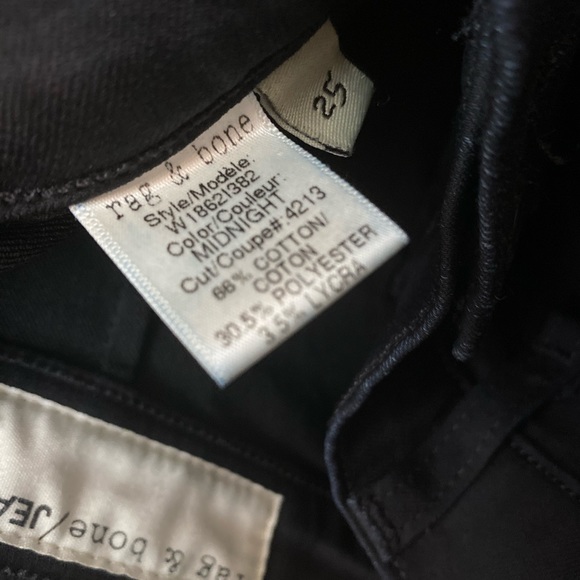 25
rag & bone
Style/Modèle:
W1862I382
Color/Couleur:
MIDNIGHT
Cut/Coupe#: 4213
66% COTTON/
COTON
30.5% POLYESTER
3.5% LYCRA
rag & bone/JEA